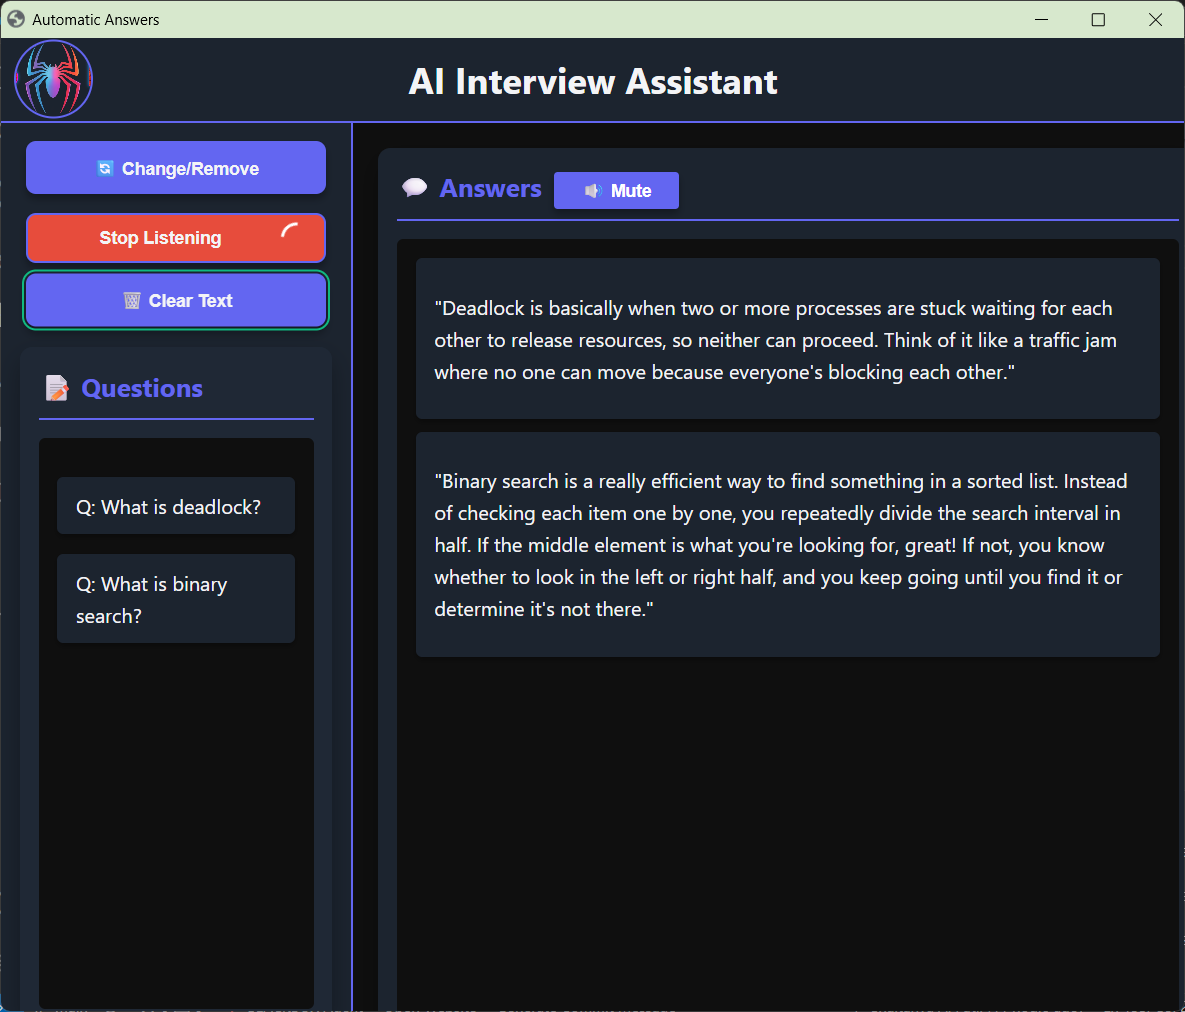 Automatic Answers
AI Interview Assistant
Change/Remove
Stop Listening
Clear Text
Questions
Q: What is deadlock?
Q: What is binary
search?
Answers
Mute
"Deadlock is basically when two or more processes are stuck waiting for each
other to release resources, so neither can proceed. Think of it like a traffic jam
where no one can move because everyone's blocking each other."
"Binary search is a really efficient way to find something in a sorted list. Instead
of checking each item one by one, you repeatedly divide the search interval in
half. If the middle element is what you're looking for, great! If not, you know
whether to look in the left or right half, and you keep going until you find it or
determine it's not there."